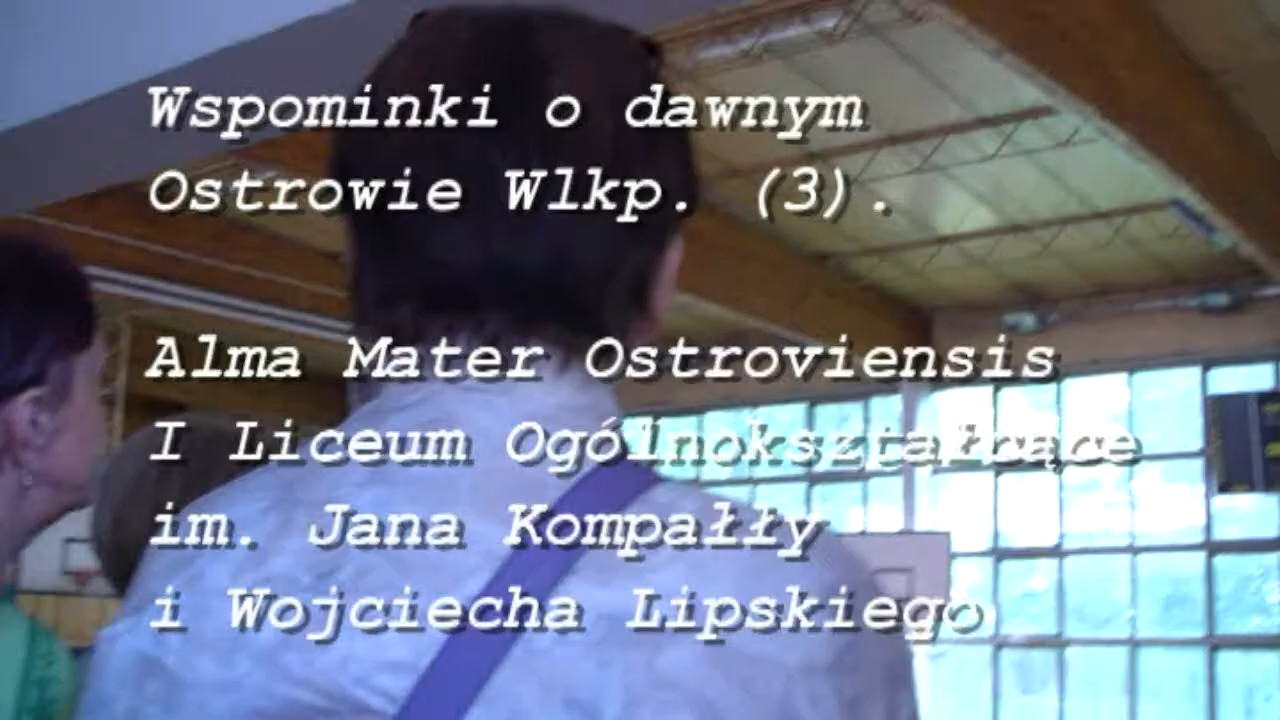 Wspominki o dawnym
Ostrowie Wlkp. (3).
Alma Mater Ostroviensis
I Liceum Ogólnokształcące
im. Jana Kompałły
i Wojciecha Lipskiego